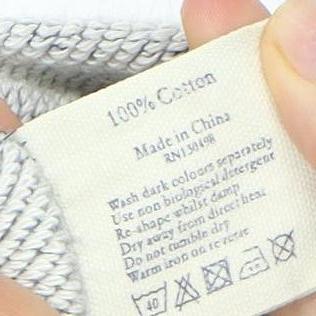 100% Cotton
Made in China
RN130498
Wash dark colours separately
Use non biological detergent
Re-shape whilst damp
Dry away from direct heat
Do not tumble dry
Warm iron on reverse
40